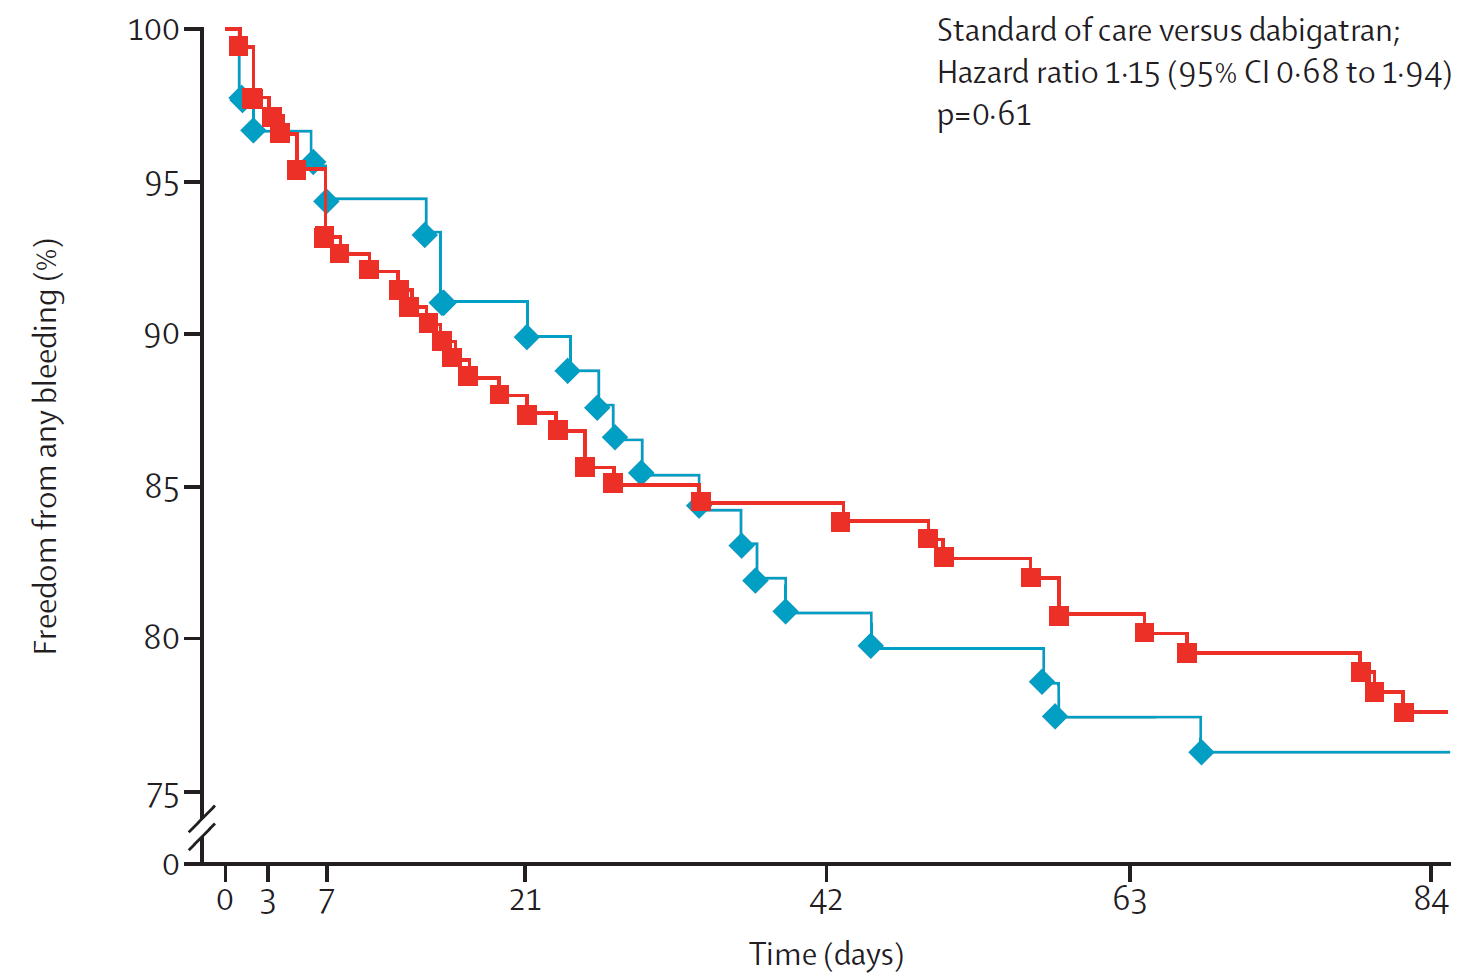 Standard of care versus dabigatran;
Hazard ratio 1·15 (95% CI 0·68 to 1·94)
p=0·61
Freedom from any bleeding (%)
100
95
90
85
80
75
0
0 3 7 21 42 63 84
Time (days)